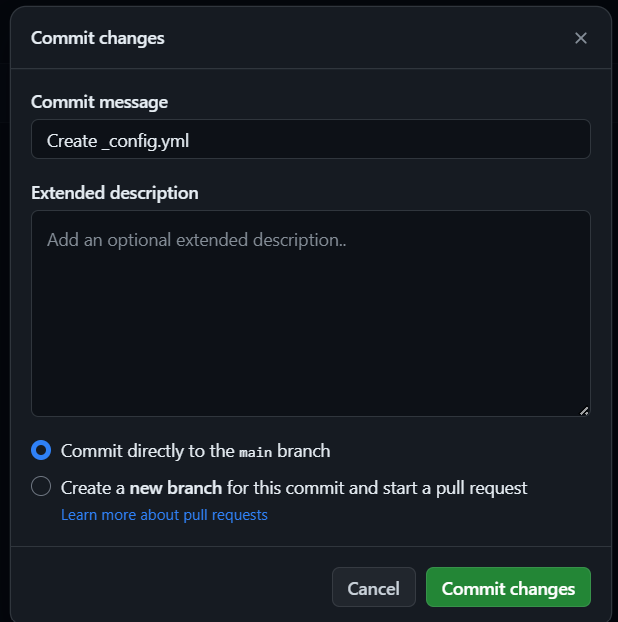 Commit changes
Commit message
Create _config.yml
Extended description
Add an optional extended description..
Commit directly to the main branch
Create a new branch for this commit and start a pull request
Learn more about pull requests
Cancel
Commit changes